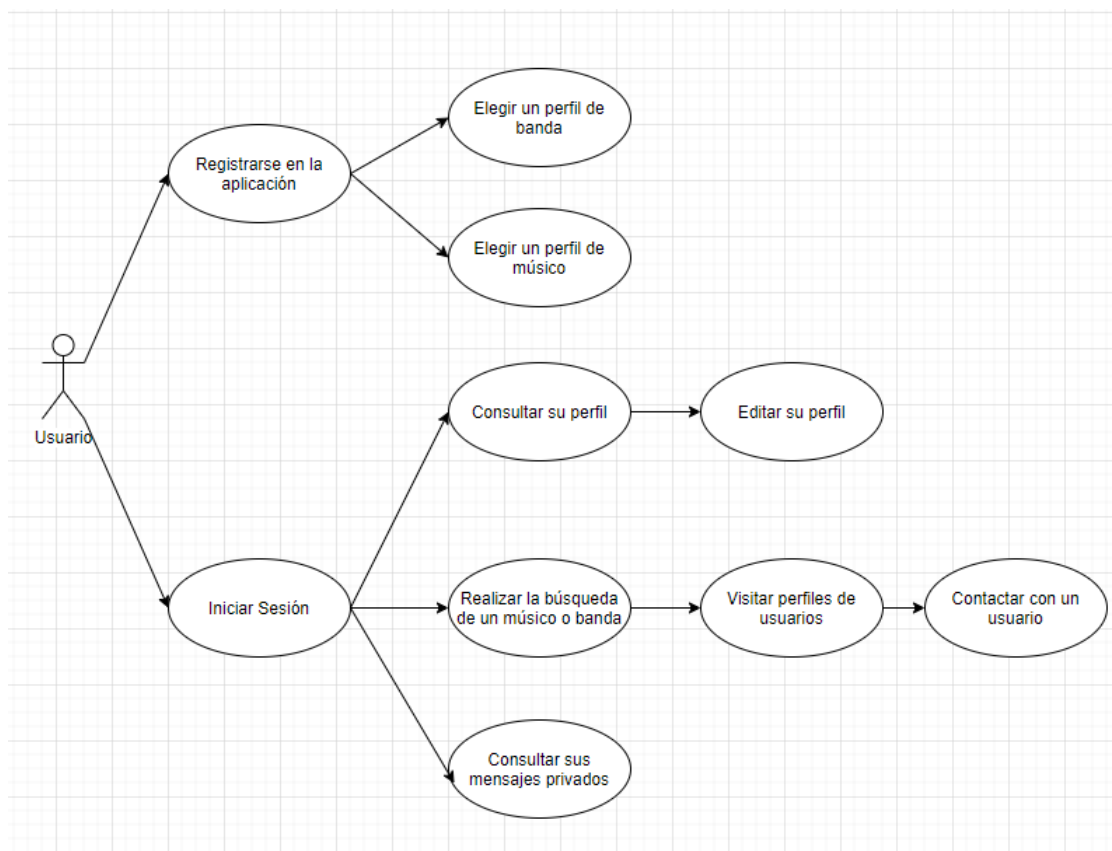 Elegir un perfil de
banda
Registrarse en la
aplicación
Elegir un perfil de
músico
Usuario
Consultar su perfil
Editar su perfil
Iniciar Sesión
Realizar la búsqueda
de un músico o banda
Visitar perfiles de
usuarios
Contactar con un
usuario
Consultar sus
mensajes privados